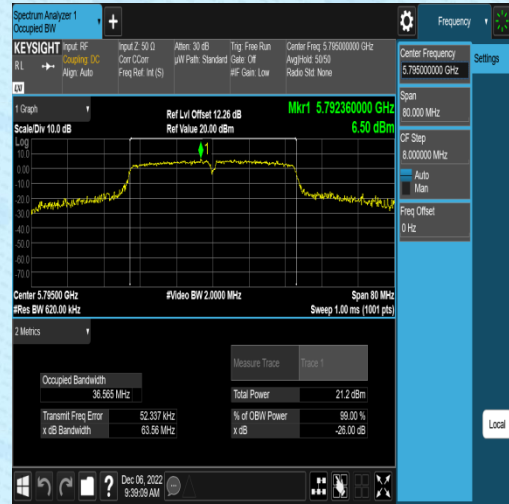 Spectrum Analyzer 1
Occupied BW
+
Frequency
KEYSIGHT
RL
LXI
Input: RF
Coupling: DC
Align: Auto
Input Z: 50 Ω
Corr CCorr
Freq Ref: Int (S)
Atten: 30 dB
µW Path: Standard
Trig: Free Run
Gate: Off
#IF Gain: Low
Center Freq: 5.795000000 GHz
Avg|Hold: 50/50
Radio Std: None
Center Frequency
5.795000000 GHz
Settings
Span
80.000 MHz
CF Step
8.000000 MHz
Auto
Man
Freq Offset
0 Hz
Local
1 Graph
Scale/Div 10.0 dB
Ref Lvl Offset 12.26 dB
Ref Value 20.00 dBm
Mkr1 5.792360000 GHz
6.50 dBm
Log
10.0
0.00
-10.0
-20.0
-30.0
-40.0
-50.0
-60.0
-70.0
1
Center 5.79500 GHz
#Res BW 620.00 kHz
#Video BW 2.0000 MHz
Span 80 MHz
Sweep 1.00 ms (1001 pts)
2 Metrics
Measure Trace
Trace 1
Occupied Bandwidth
36.565 MHz
Total Power
21.2 dBm
Transmit Freq Error
52.337 kHz
% of OBW Power
99.00 %
x dB Bandwidth
63.56 MHz
x dB
-26.00 dB
?
Dec 06, 2022
9:39:09 AM